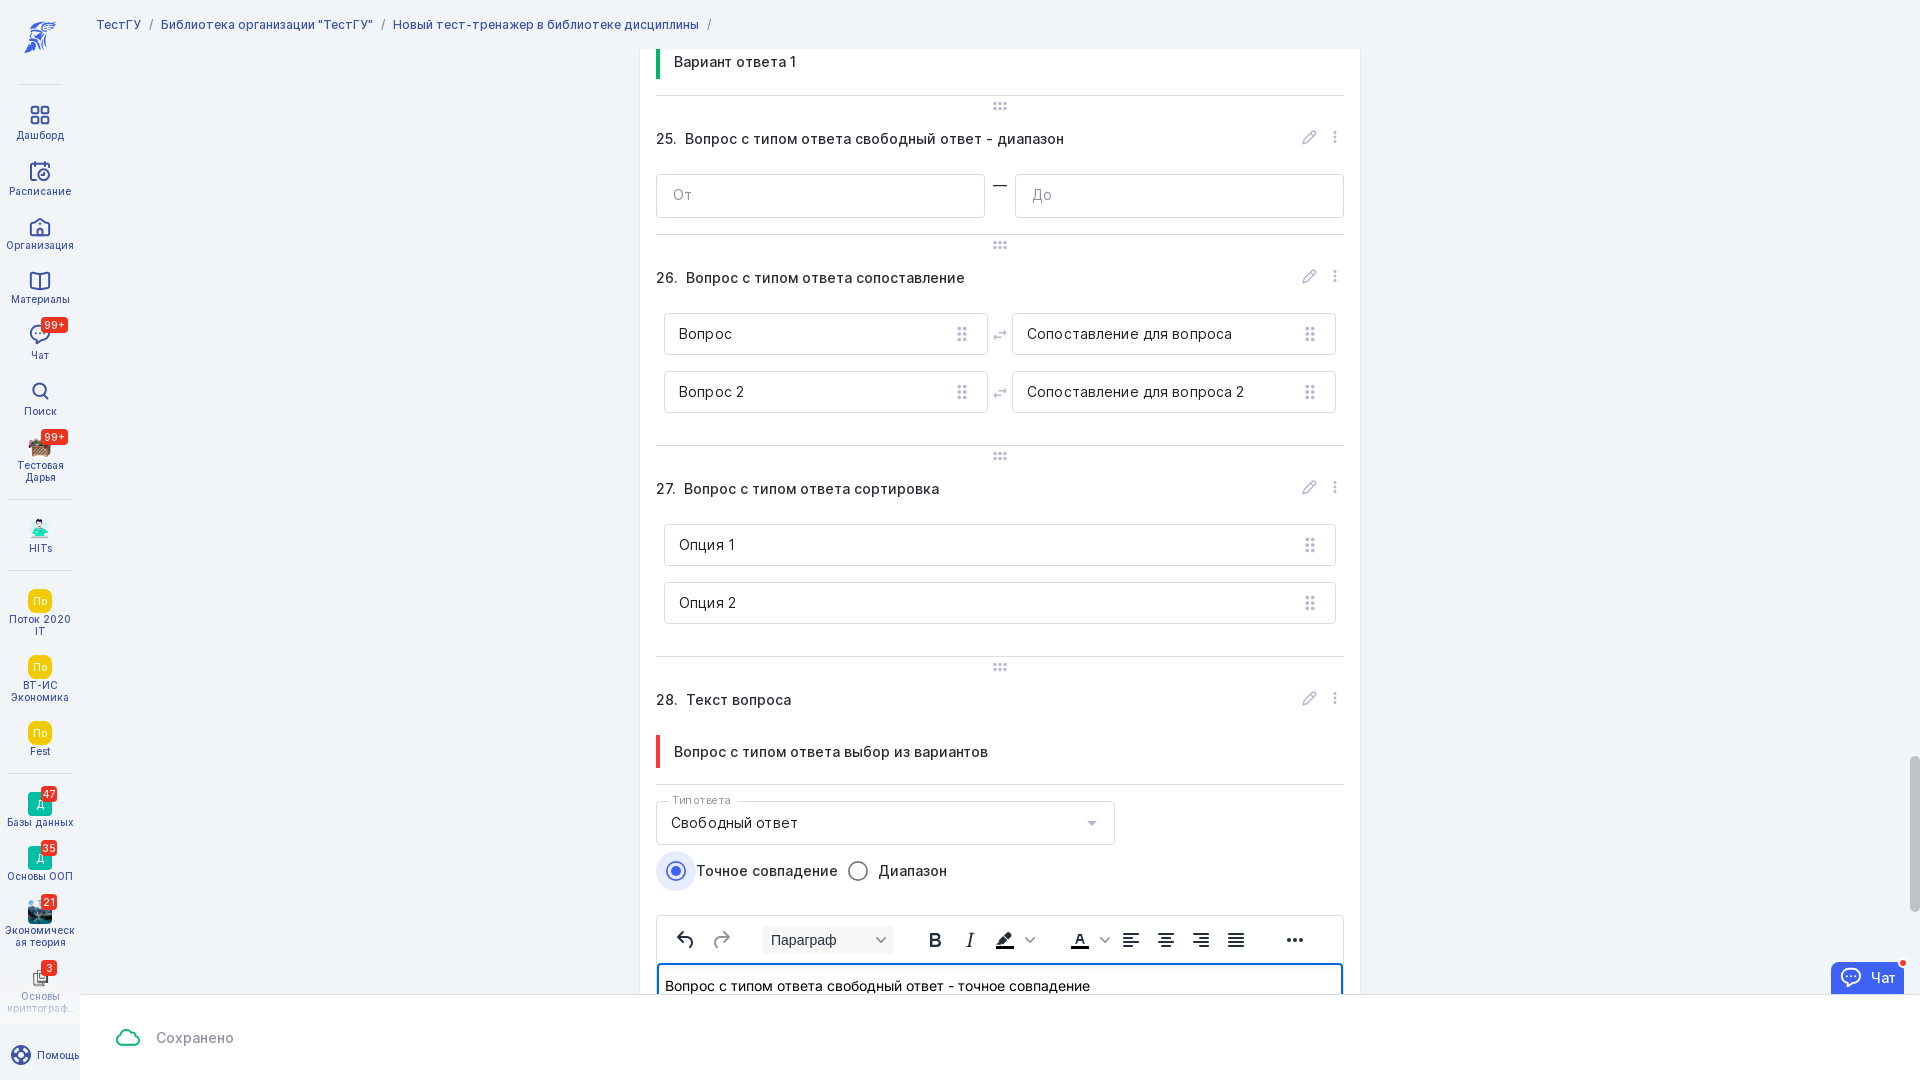 ТестГУ / Библиотека организации "ТестГУ" / Новый тест-тренажер в библиотеке дисциплины /
Дашборд
Расписание
Организация
Материалы
99+
Чат
Поиск
99+
Тестовая
Дарья
HITs
По
Поток 2020
IT
По
ВТ-ИС
Экономика
По
Fest
47
Д
Базы данных
35
Д
Основы ООП
21
Экономическ
ая теория
3
Основы
криптограф...
Помощь
Вариант ответа 1
25. Вопрос с типом ответа свободный ответ - диапазон
От — До
26. Вопрос с типом ответа сопоставление
Вопрос Сопоставление для вопроса
Вопрос 2 Сопоставление для вопроса 2
27. Вопрос с типом ответа сортировка
Опция 1
Опция 2
28. Текст вопроса
Вопрос с типом ответа выбор из вариантов
Тип ответа
Свободный ответ
Точное совпадение Диапазон
Параграф B I A
Вопрос с типом ответа свободный ответ - точное совпадение
Чат
Сохранено